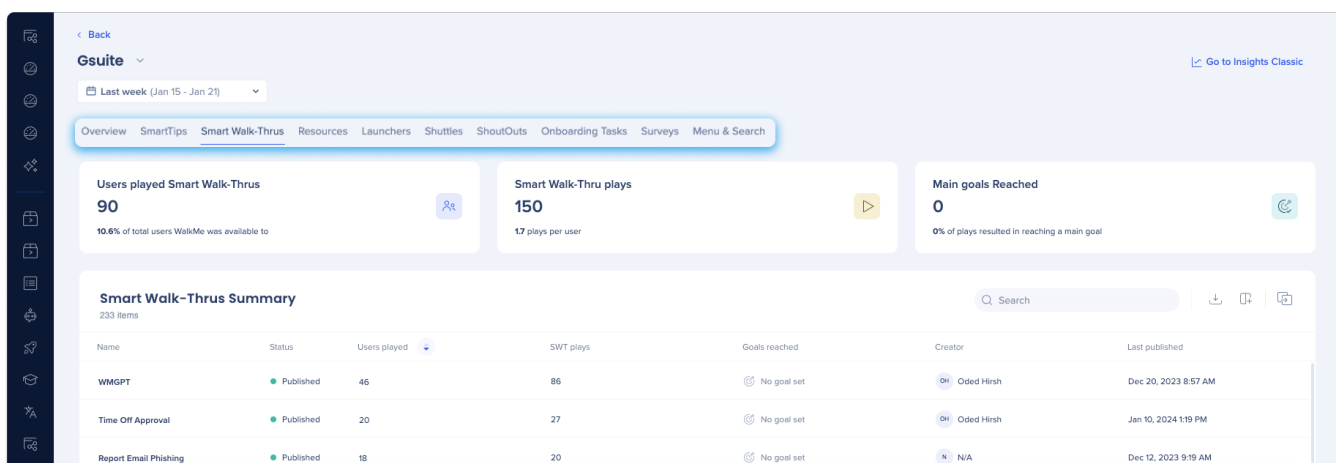 Back
Gsuite
Go to Insights Classic
Last week (Jan 15 - Jan 21)
Overview SmartTips Smart Walk-Thrus Resources Launchers Shuttles ShoutOuts Onboarding Tasks Surveys Menu & Search
Users played Smart Walk-Thrus
90
10.6% of total users WalkMe was available to
Smart Walk-Thru plays
150
1.7 plays per user
Main goals Reached
0
0% of plays resulted in reaching a main goal
Smart Walk-Thrus Summary
233 items
Search
Name Status Users played SWT plays Goals reached Creator Last published
WMGPT Published 46 86 No goal set OH Oded Hirsh Dec 20, 2023 8:57 AM
Time Off Approval Published 20 27 No goal set OH Oded Hirsh Jan 10, 2024 1:19 PM
Report Email Phishing Published 18 20 No goal set N N/A Dec 12, 2023 9:19 AM